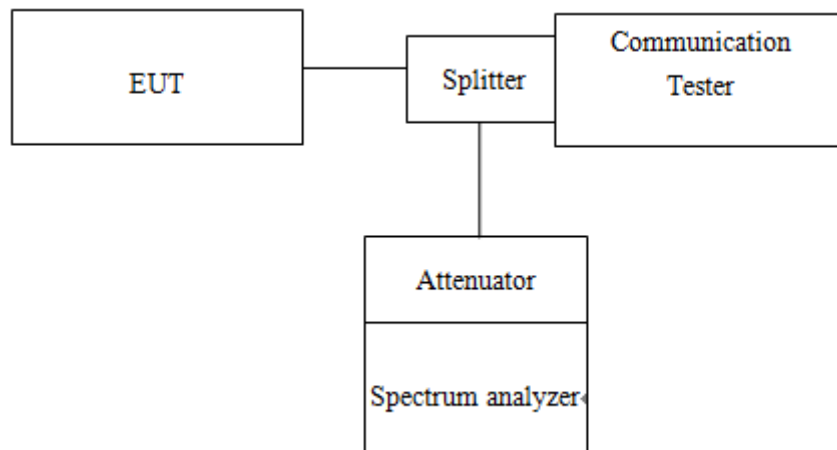 EUT
Splitter
Communication
Tester
Attenuator
Spectrum analyzer